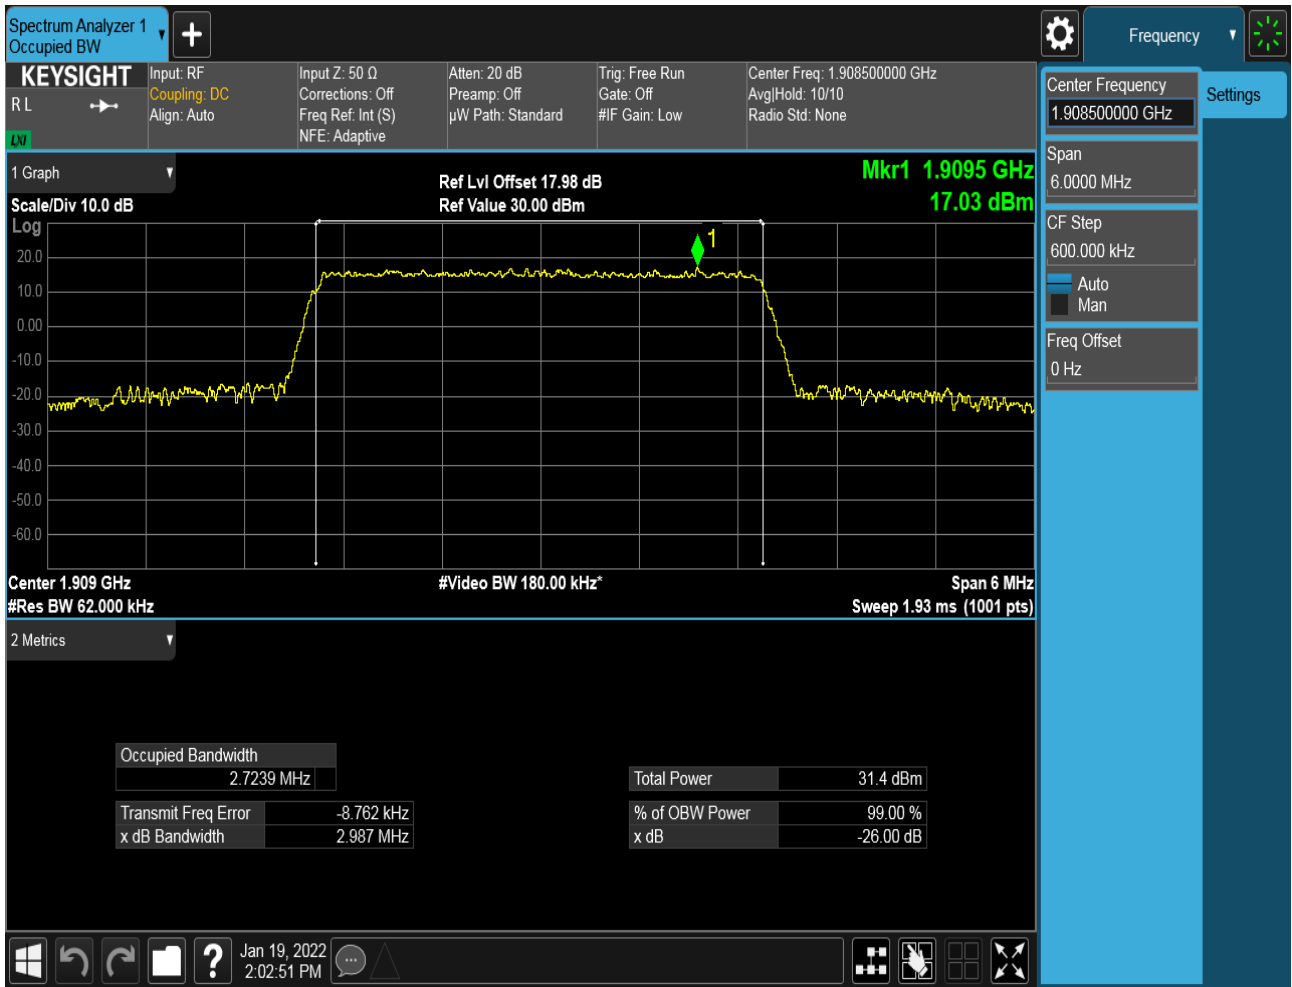 Spectrum Analyzer 1
Occupied BW
Frequency
KEYSIGHT
R L
LXI
Input: RF
Coupling: DC
Align: Auto
Input Z: 50 Ω
Corrections: Off
Freq Ref: Int (S)
NFE: Adaptive
Atten: 20 dB
Preamp: Off
µW Path: Standard
Trig: Free Run
Gate: Off
#IF Gain: Low
Center Freq: 1.908500000 GHz
Avg|Hold: 10/10
Radio Std: None
Center Frequency
1.908500000 GHz
Settings
Span
6.0000 MHz
CF Step
600.000 kHz
Auto
Man
Freq Offset
0 Hz
1 Graph
Scale/Div 10.0 dB
Ref Lvl Offset 17.98 dB
Ref Value 30.00 dBm
Mkr1 1.9095 GHz
17.03 dBm
Log
1
20.0
10.0
0.00
-10.0
-20.0
-30.0
-40.0
-50.0
-60.0
Center 1.909 GHz
#Video BW 180.00 kHz*
Span 6 MHz
#Res BW 62.000 kHz
Sweep 1.93 ms (1001 pts)
2 Metrics
Occupied Bandwidth
2.7239 MHz
Transmit Freq Error -8.762 kHz
x dB Bandwidth 2.987 MHz
Total Power 31.4 dBm
% of OBW Power 99.00 %
x dB -26.00 dB
?
Jan 19, 2022
2:02:51 PM